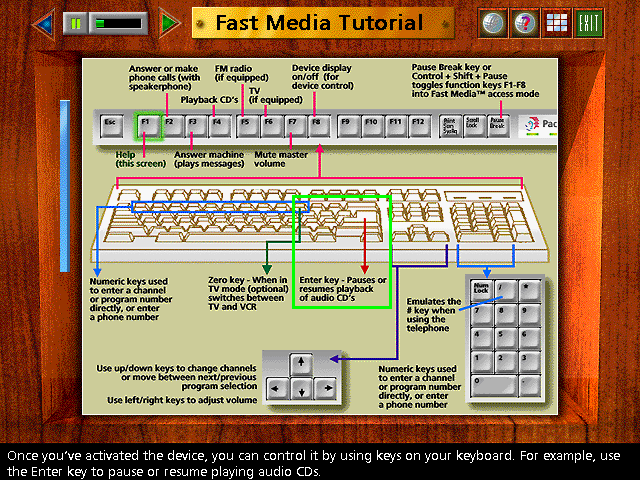 Fast Media Tutorial
EXIT
Answer or make
phone calls (with
speakerphone)
FM radio
(if equipped)
Device display
on/off (for
device control)
Pause Break key or
Control + Shift + Pause
toggles function keys F1-F8
into Fast Media™ access mode
TV
(if equipped)
Playback CD's
Esc
F1
F2
F3
F4
F5
F6
F7
F8
F9
F10
F11
F12
Print
Scrn
SysRq
Scroll
Lock
Pause
Break
Pac
Help
(this screen)
Answer machine
(plays messages)
Mute master
volume
Numeric keys used
to enter a channel
or program number
directly, or enter
a phone number
Zero key - When in
TV mode (optional)
switches between
TV and VCR
Enter key - Pauses or
resumes playback
of audio CD's
Emulates the
# key when
using the
telephone
Num
Lock
/
*
7
8
9
4
5
6
1
2
3
0
.
Use up/down keys to change channels
or move between next/previous
program selection
Use left/right keys to adjust volume
Numeric keys used
to enter a channel
or program number
directly, or enter
a phone number
Once you've activated the device, you can control it by using keys on your keyboard. For example, use
the Enter key to pause or resume playing audio CDs.